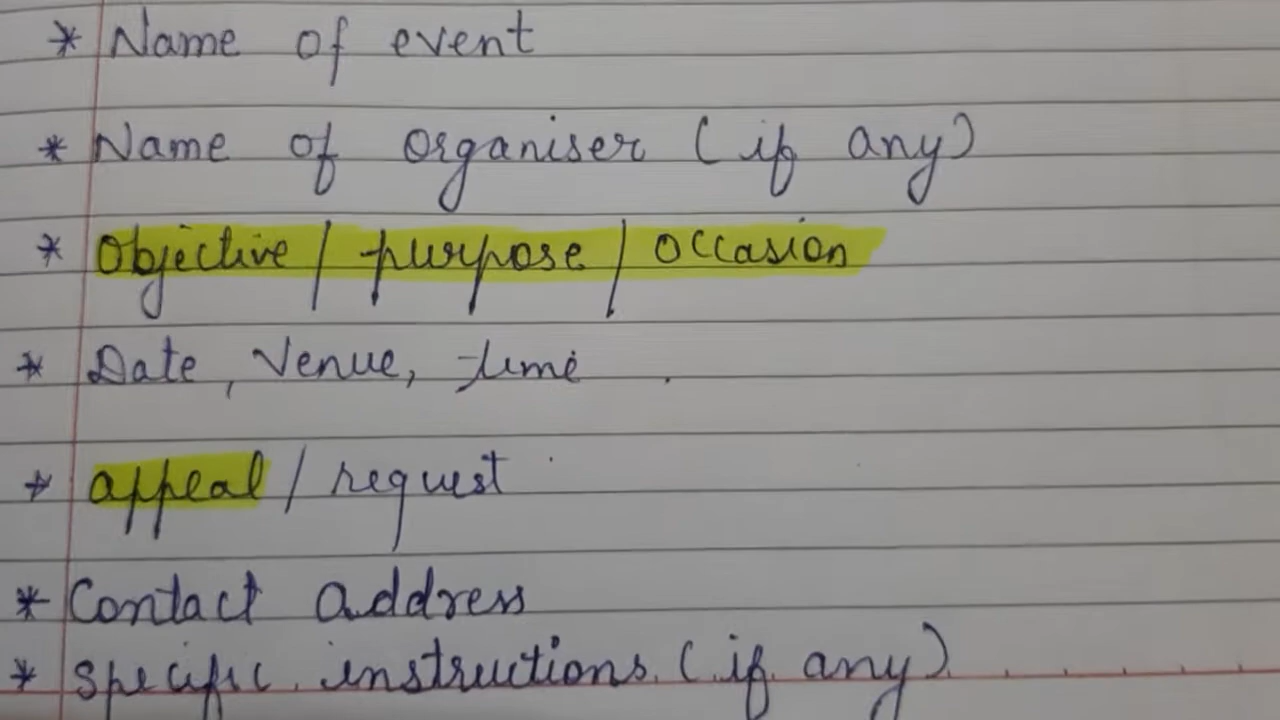 * Name of event
* Name of organiser (if any)
* Objective / purpose / occasion
* Date, Venue, time
* appeal / request
* Contact address
* specific instructions (if any)